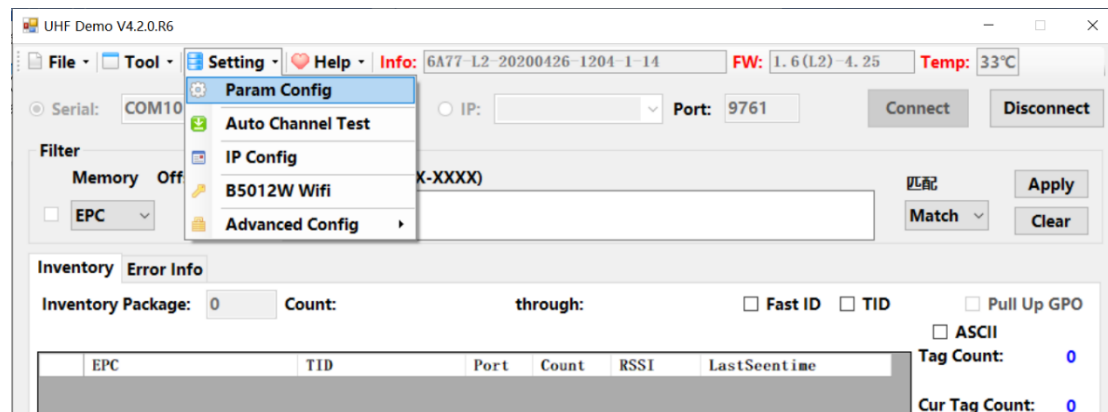 UHF Demo V4.2.0.R6
File Tool Setting Help Info: 6A77-L2-20200426-1204-1-14 FW: 1.6(L2)-4.25 Temp: 33℃
Param Config
Serial: COM10 IP: Port: 9761 Connect Disconnect
Auto Channel Test
Filter
IP Config
Memory Off X-XXXX) 匹配 Apply
B5012W Wifi
EPC Match Clear
Advanced Config
Inventory Error Info
Inventory Package: 0 Count: through: Fast ID TID Pull Up GPO
ASCII
EPC TID Port Count RSSI LastSeentime Tag Count: 0
Cur Tag Count: 0